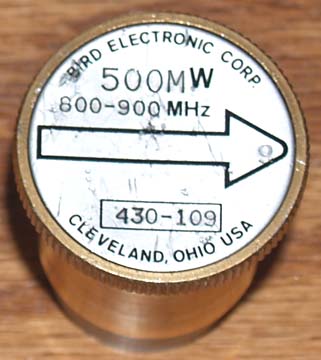 BIRD ELECTRONIC CORP.
500MW
800-900 MHz
430-109
CLEVELAND, OHIO USA